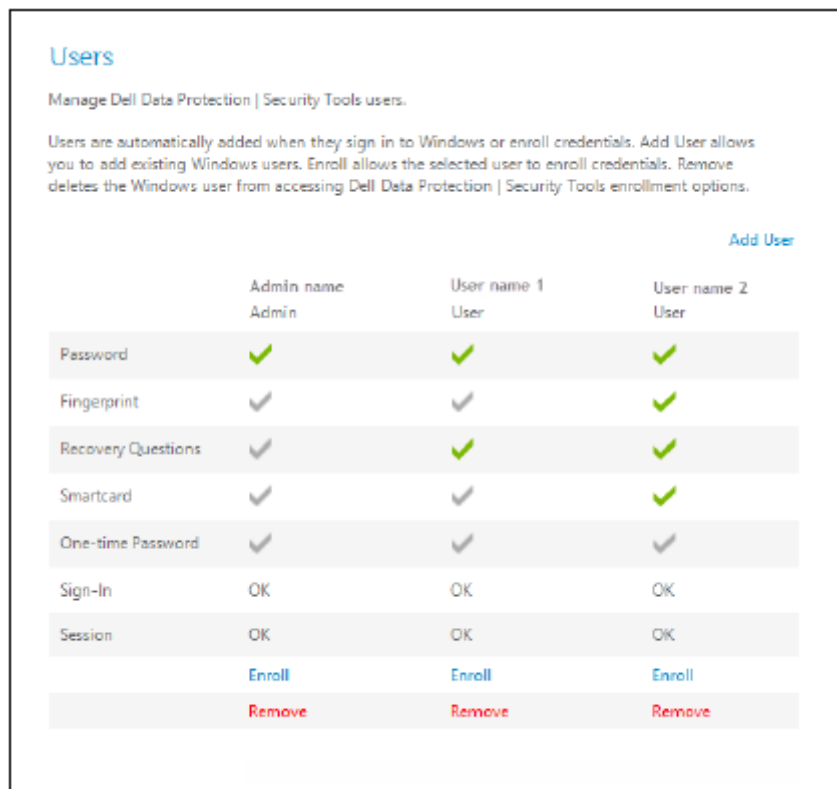 Users
Manage Dell Data Protection | Security Tools users.
Users are automatically added when they sign in to Windows or enroll credentials. Add User allows
you to add existing Windows users. Enroll allows the selected user to enroll credentials. Remove
deletes the Windows user from accessing Dell Data Protection | Security Tools enrollment options.
Add User
Admin name User name 1 User name 2
Admin User User
Password
Fingerprint
Recovery Questions
Smartcard
One-time Password
Sign-In OK OK OK
Session OK OK OK
Enroll Enroll Enroll
Remove Remove Remove